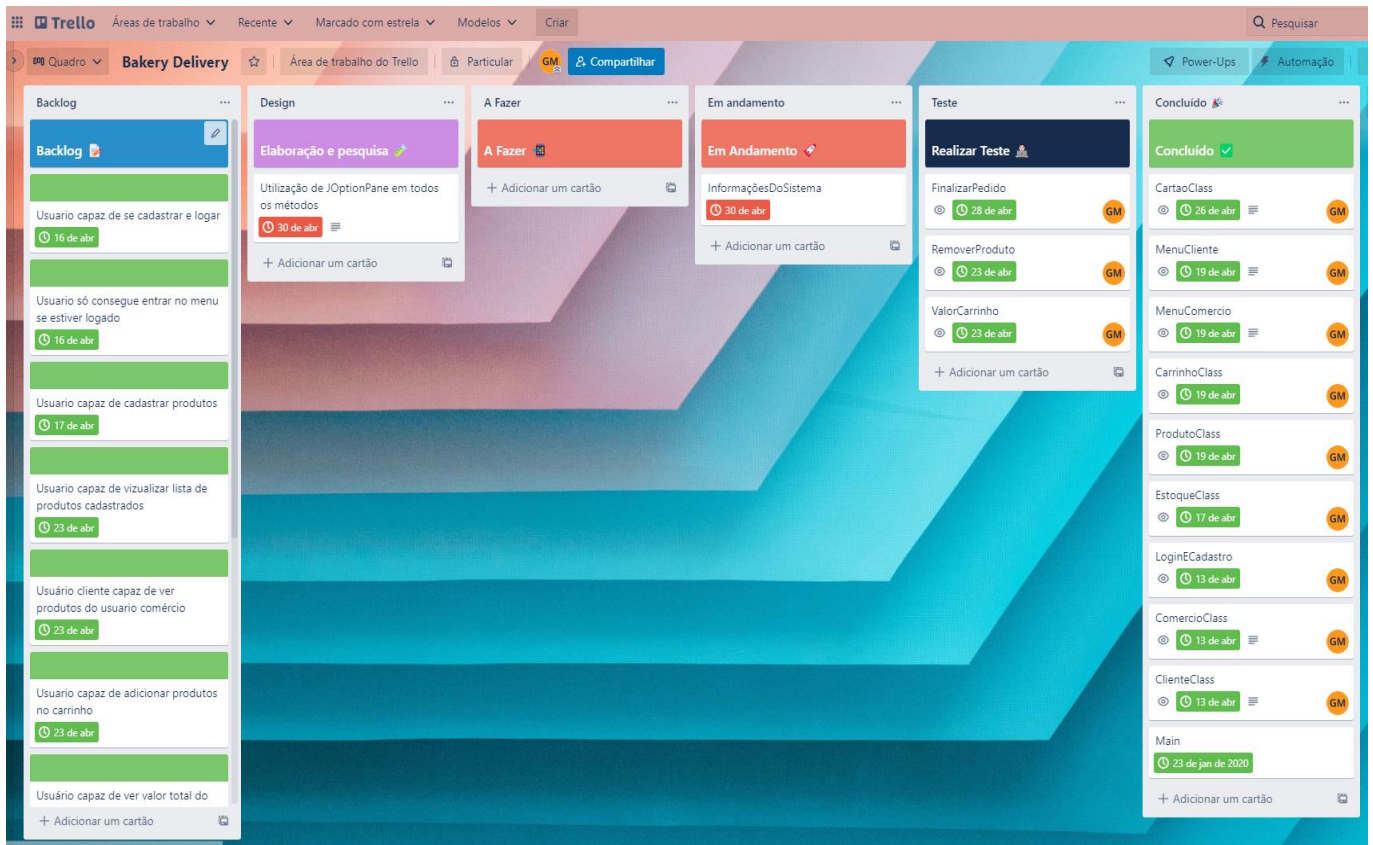 Trello
Áreas de trabalho
Recente
Marcado com estrela
Modelos
Criar
Pesquisar
Quadro
Bakery Delivery
Área de trabalho do Trello
Particular
GM
Compartilhar
Power-Ups
Automação
Backlog
Backlog
Usuario capaz de se cadastrar e logar
16 de abr
Usuario só consegue entrar no menu
se estiver logado
16 de abr
Usuario capaz de cadastrar produtos
17 de abr
Usuario capaz de vizualizar lista de
produtos cadastrados
23 de abr
Usuário cliente capaz de ver
produtos do usuario comércio
23 de abr
Usuario capaz de adicionar produtos
no carrinho
23 de abr
Usuário capaz de ver valor total do
+ Adicionar um cartão
Design
Elaboração e pesquisa
Utilização de JOptionPane em todos
os métodos
30 de abr
+ Adicionar um cartão
A Fazer
A Fazer
+ Adicionar um cartão
Em andamento
Em Andamento
InformaçõesDoSistema
30 de abr
+ Adicionar um cartão
Teste
Realizar Teste
FinalizarPedido
28 de abr
GM
RemoverProduto
23 de abr
GM
ValorCarrinho
23 de abr
GM
+ Adicionar um cartão
Concluído
Concluído
CartaoClass
26 de abr
GM
MenuCliente
19 de abr
GM
MenuComercio
19 de abr
GM
CarrinhoClass
19 de abr
GM
ProdutoClass
19 de abr
GM
EstoqueClass
17 de abr
GM
LoginECadastro
13 de abr
GM
ComercioClass
13 de abr
GM
ClienteClass
13 de abr
GM
Main
23 de jan de 2020
+ Adicionar um cartão